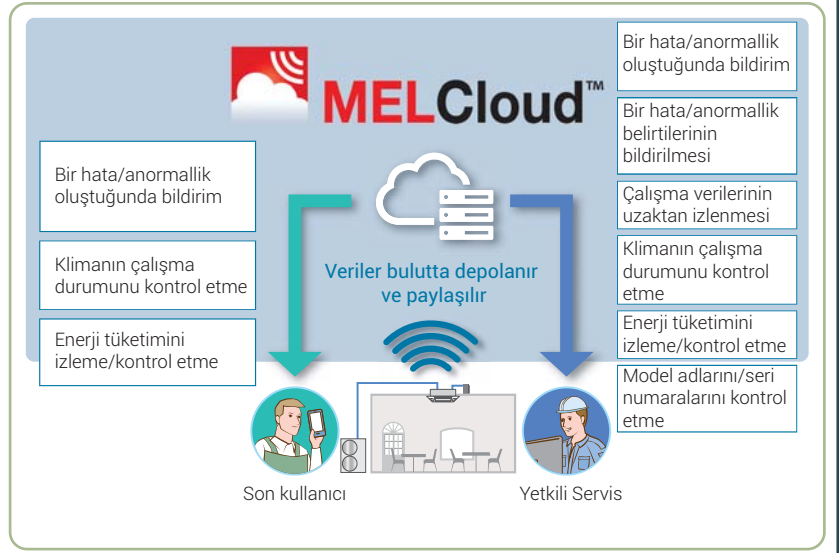 MELCloud™
Bir hata/anormallik
oluştuğunda bildirim
Klimanın çalışma
durumunu kontrol etme
Enerji tüketimini
izleme/kontrol etme
Veriler bulutta depolanır
ve paylaşılır
Bir hata/anormallik
oluştuğunda bildirim
Bir hata/anormallik
belirtilerinin
bildirilmesi
Çalışma verilerinin
uzaktan izlenmesi
Klimanın çalışma
durumunu kontrol
etme
Enerji tüketimini
izleme/kontrol etme
Model adlarını/seri
numaralarını kontrol
etme
Son kullanıcı
Yetkili Servis